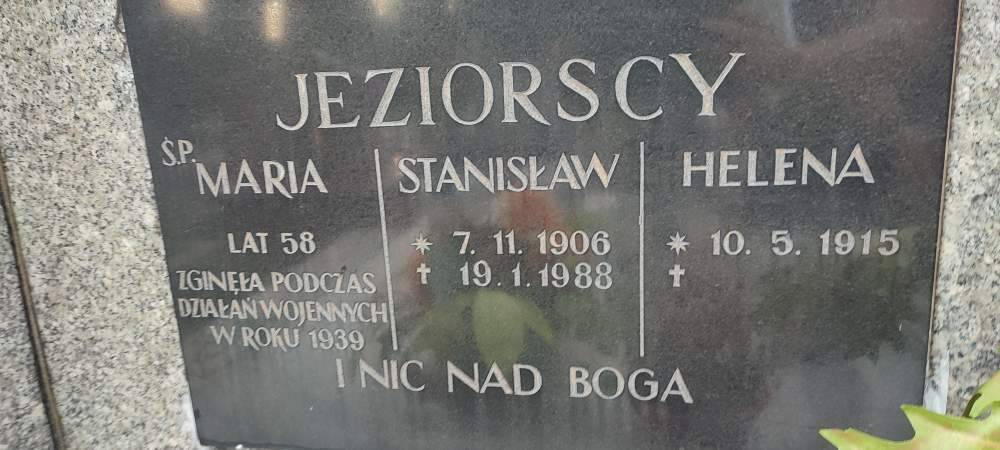 JEZIORSCY
Ś.P. MARIA
LAT 58
ZGINĘŁA PODCZAS
DZIAŁAŃ WOJENNYCH
W ROKU 1939
STANISŁAW
* 7. 11. 1906
† 19. 1. 1988
HELENA
* 10. 5. 1915
†
I NIC NAD BOGA